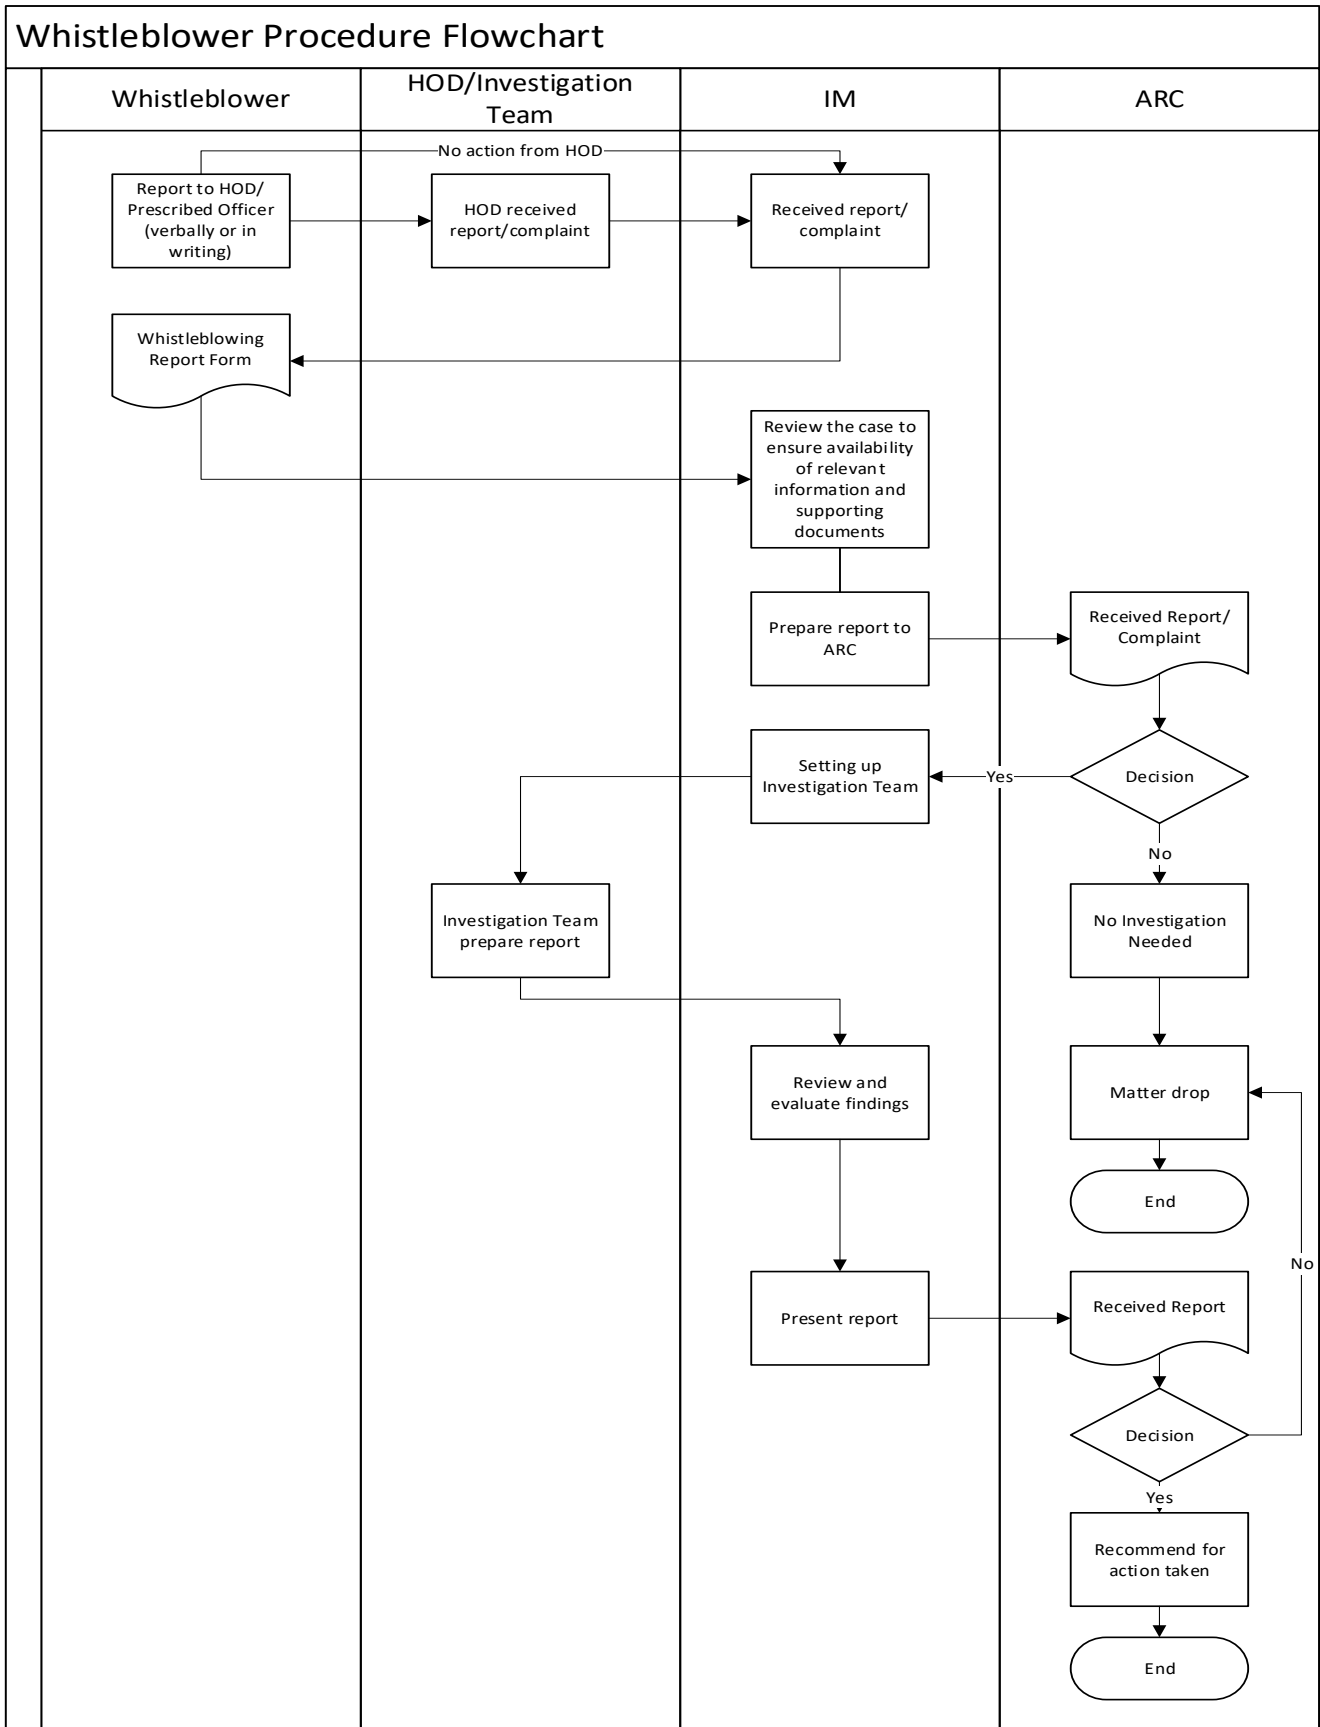 Whistleblower Procedure Flowchart
Whistleblower
HOD/Investigation
Team
IM
ARC
No action from HOD
Report to HOD/
Prescribed Officer
(verbally or in
writing)
HOD received
report/complaint
Received report/
complaint
Whistleblowing
Report Form
Review the case to
ensure availability
of relevant
information and
supporting
documents
Prepare report to
ARC
Received Report/
Complaint
Setting up
Investigation Team
Yes
Decision
No
Investigation Team
prepare report
No Investigation
Needed
Review and
evaluate findings
Matter drop
End
No
Present report
Received Report
Decision
Yes
Recommend for
action taken
End